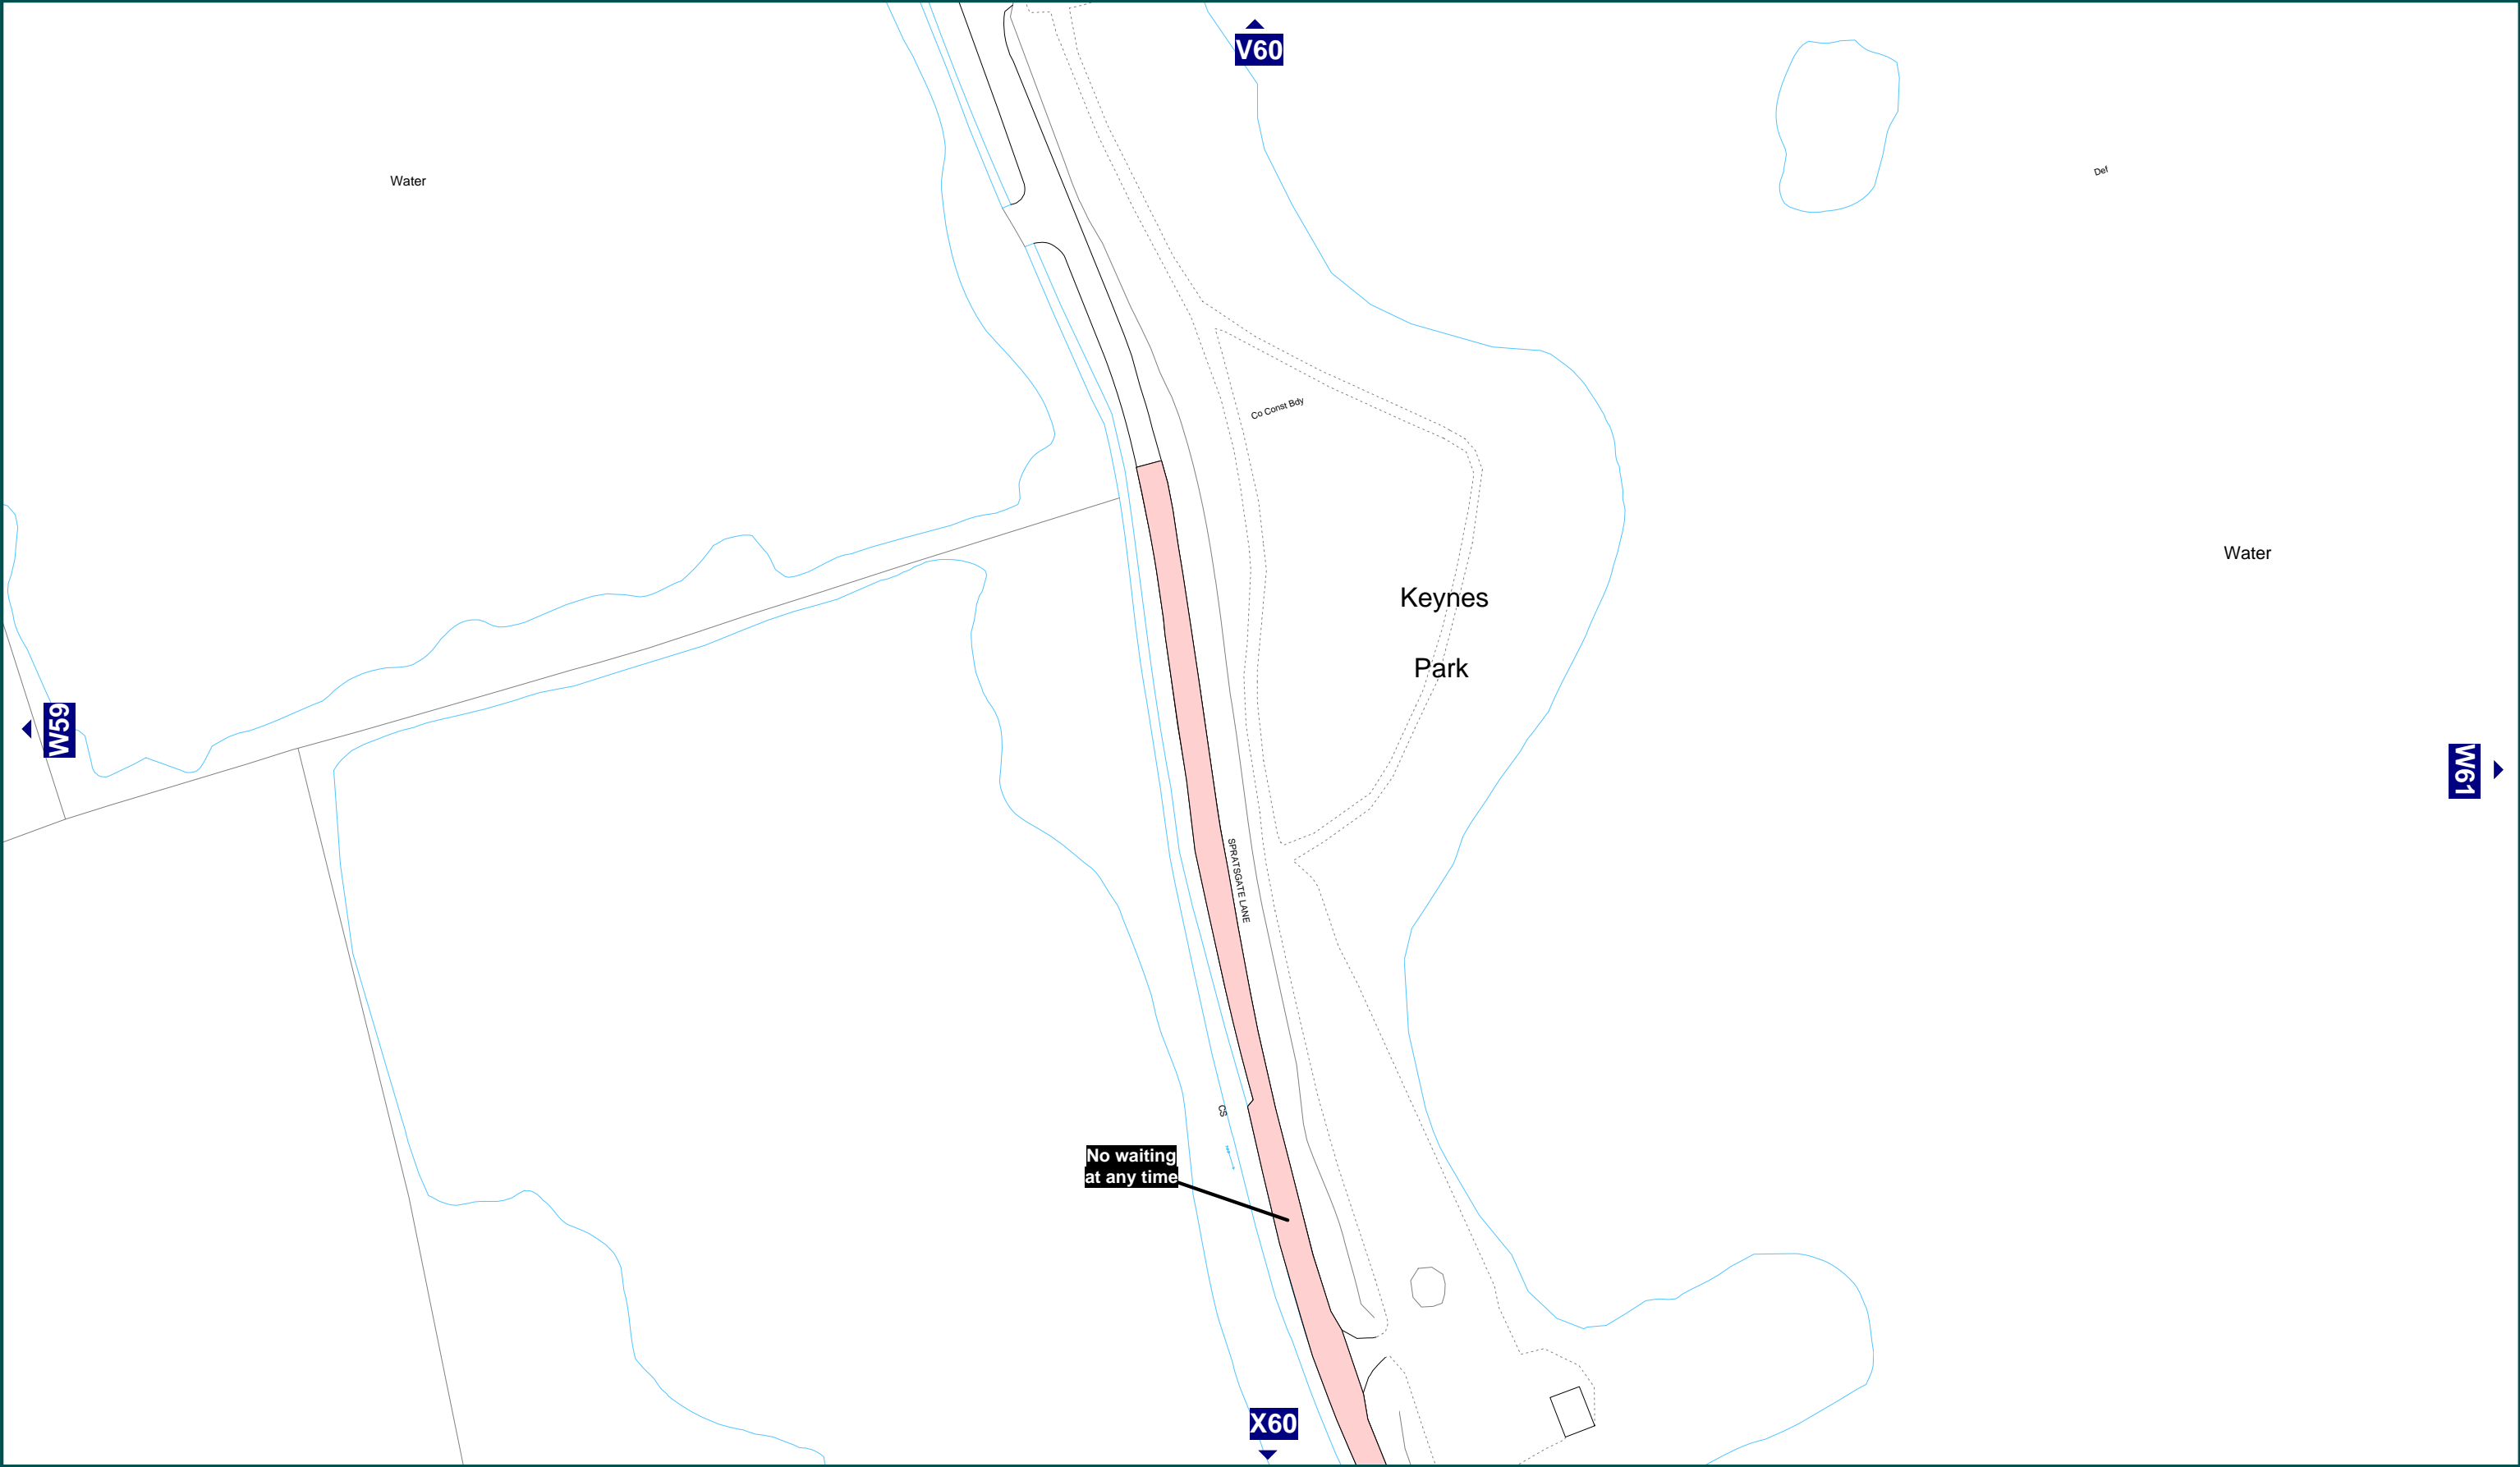 V60
Water
Def
Co Const Bdy
Water
Keynes
Park
W59
W61
SPRATSGATE LANE
CS
No waiting
at any time
X60